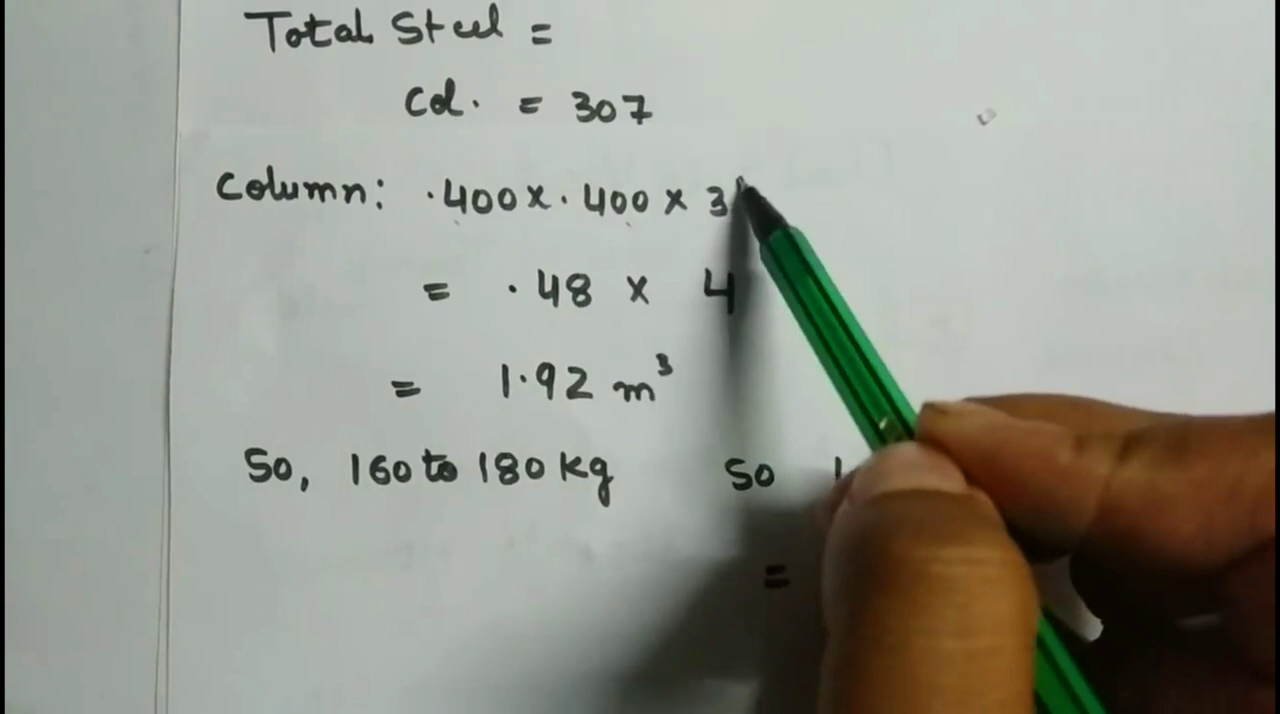 Total Steel =
Col. = 307
Column: .400 x .400 x 3
= .48 x 4
= 1.92 m³
So, 160 to 180 kg So
=